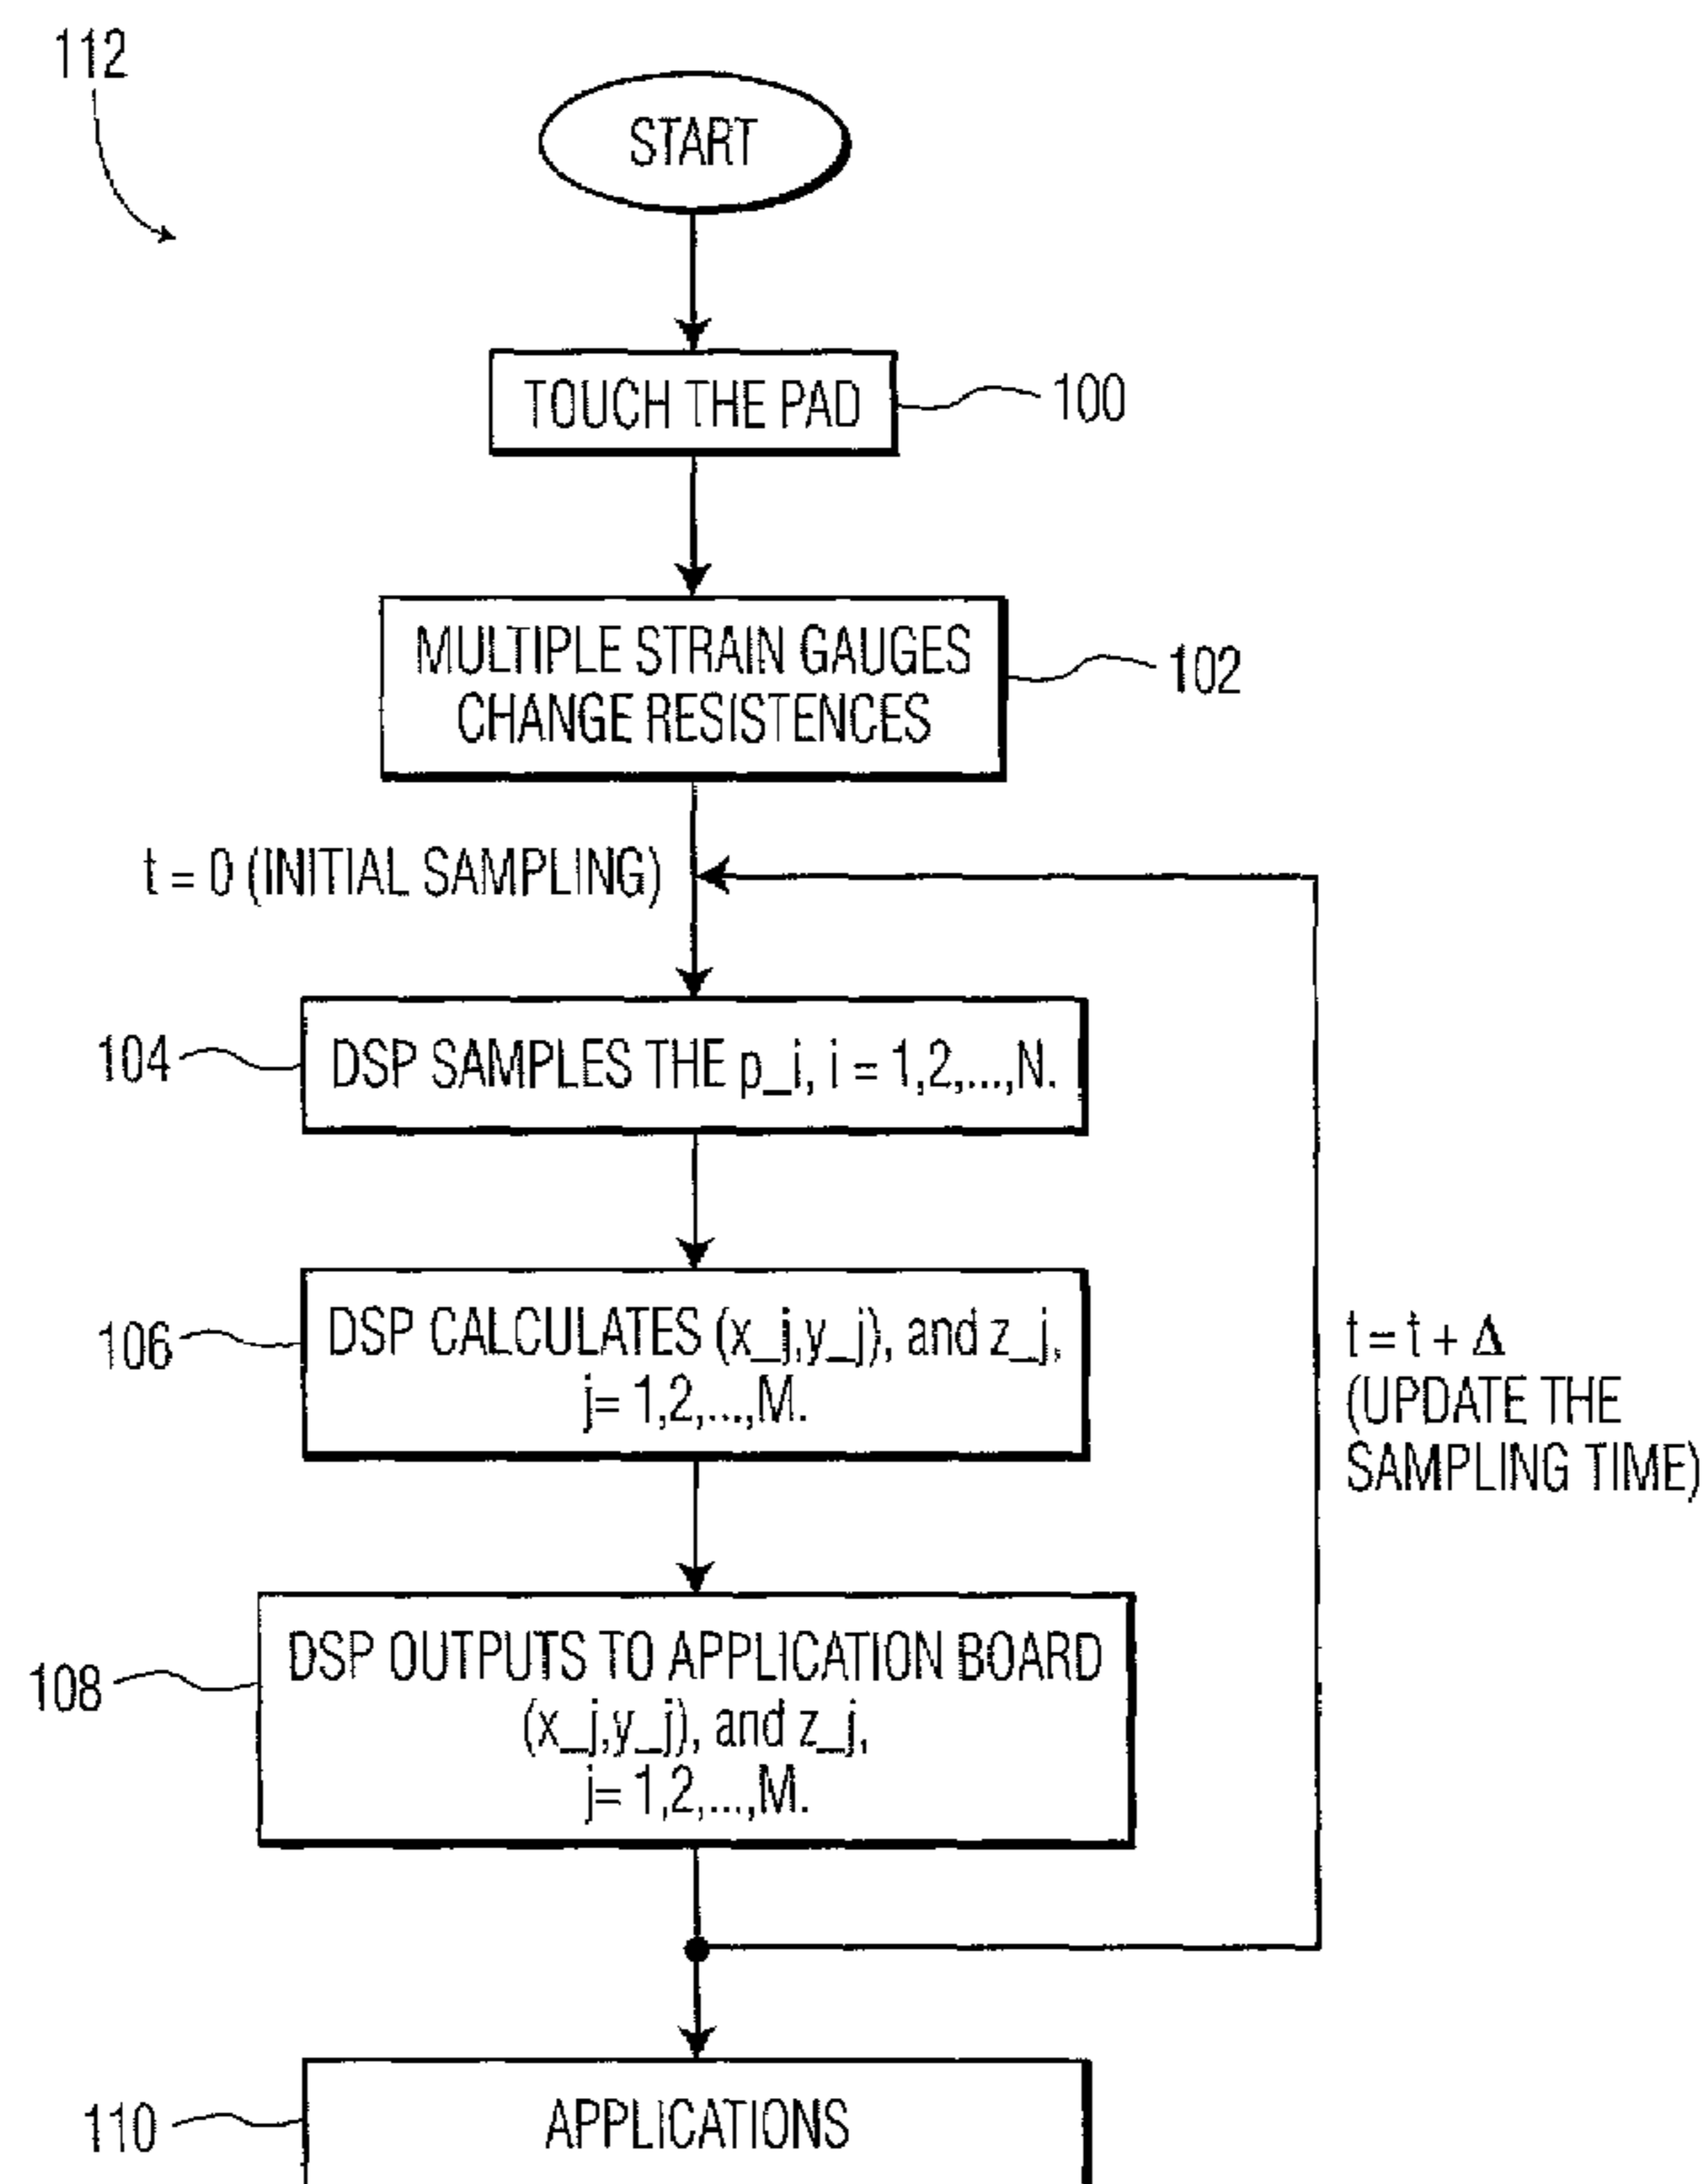 112
START
TOUCH THE PAD
100
MULTIPLE STRAIN GAUGES
CHANGE RESISTENCES
102
t = 0 (INITIAL SAMPLING)
104
DSP SAMPLES THE p_i, i = 1,2,...,N.
106
DSP CALCULATES (x_j,y_j), and z_j,
j= 1,2,...,M.
t = t + Δ
(UPDATE THE
SAMPLING TIME)
108
DSP OUTPUTS TO APPLICATION BOARD
(x_j,y_j), and z_j,
j= 1,2,...,M.
110
APPLICATIONS